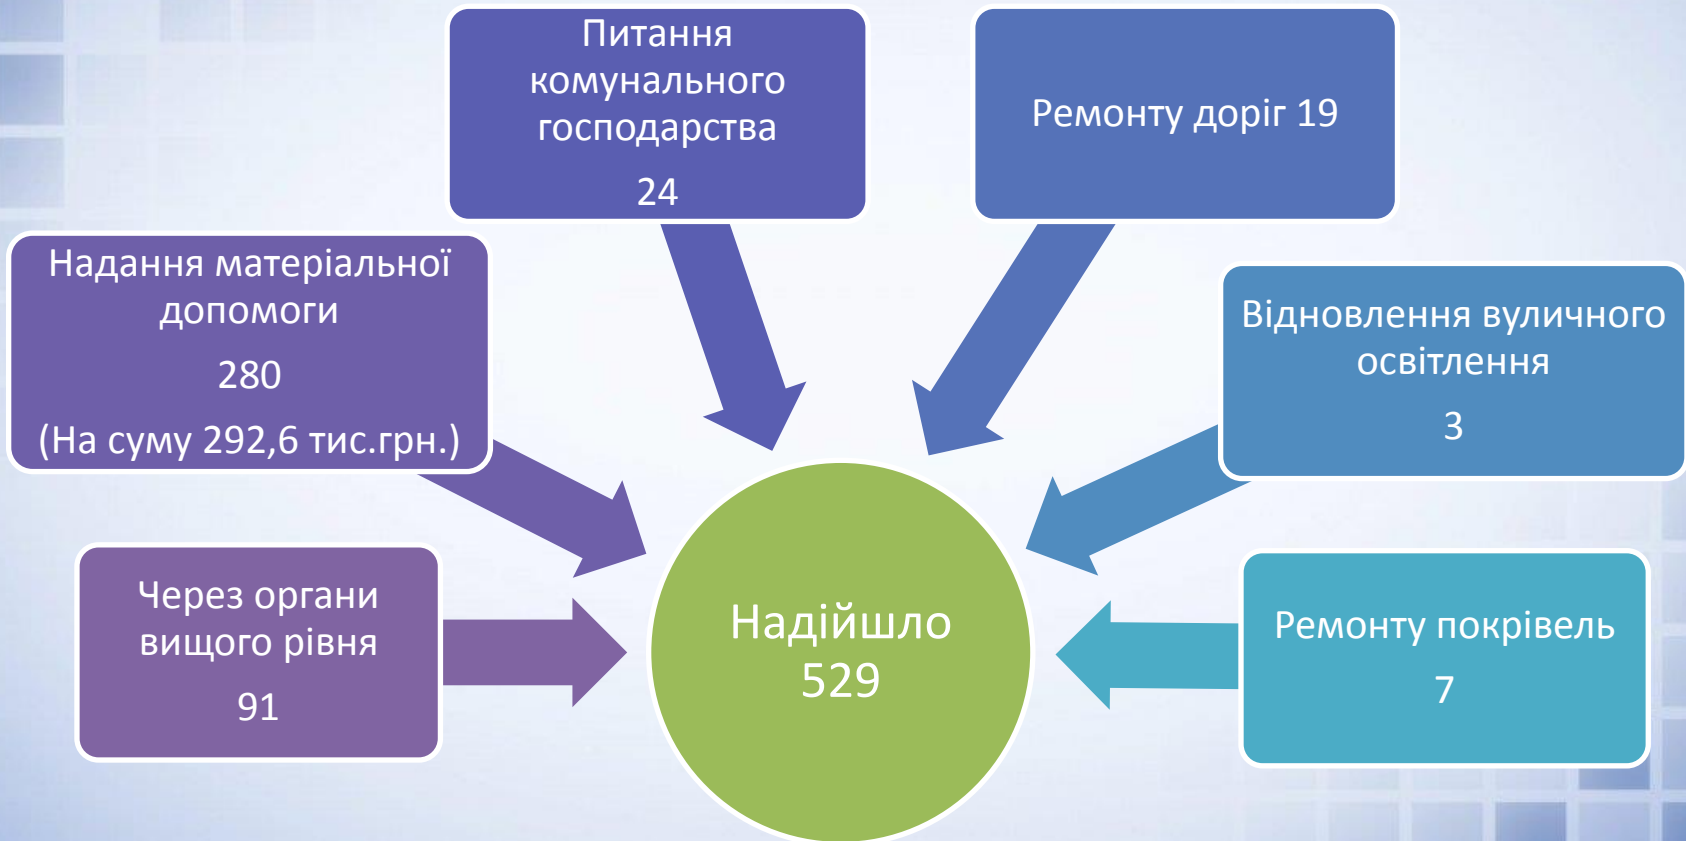 Питання
комунального
господарства
24
Ремонту доріг 19
Надання матеріальної
допомоги
280
(На суму 292,6 тис.грн.)
Відновлення вуличного
освітлення
3
Через органи
вищого рівня
91
Надійшло
529
Ремонту покрівель
7